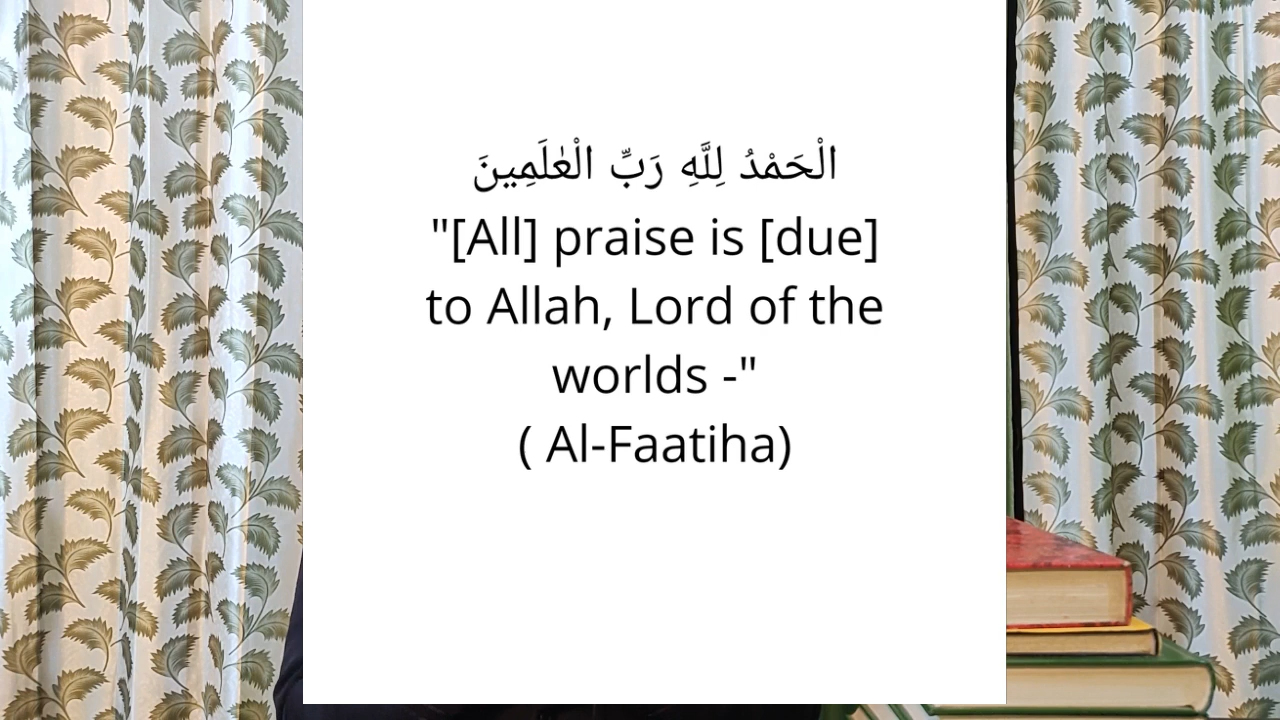 الْحَمْدُ لِلَّهِ رَبِّ الْعٰلَمِينَ
"[All] praise is [due]
to Allah, Lord of the
worlds -"
( Al-Faatiha)